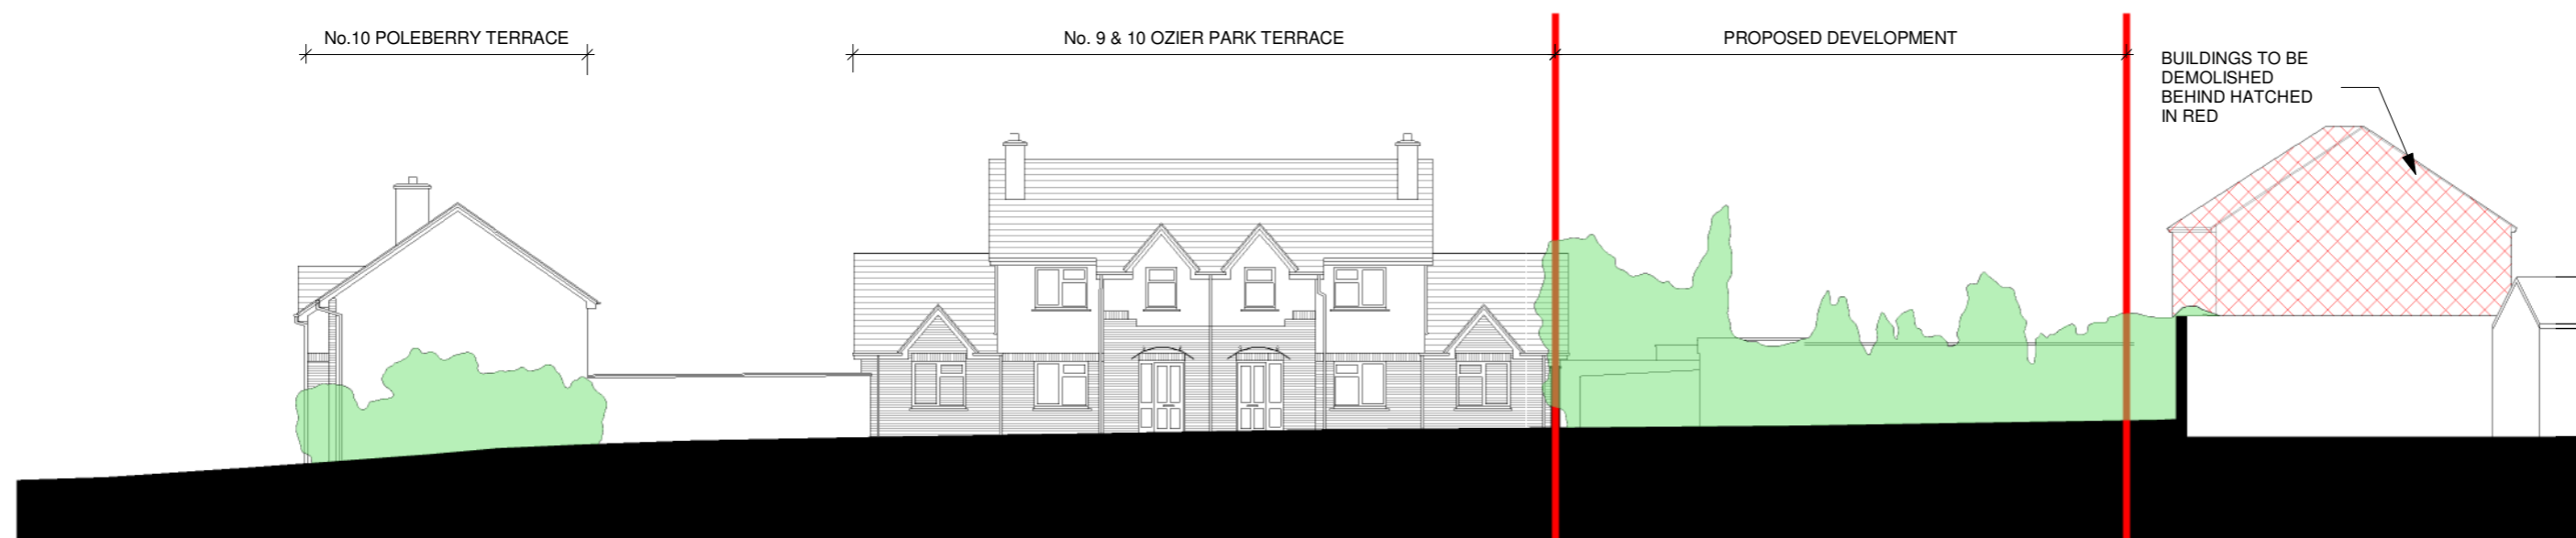 No.10 POLEBERRY TERRACE
No. 9 & 10 OZIER PARK TERRACE
PROPOSED DEVELOPMENT
BUILDINGS TO BE
DEMOLISHED
BEHIND HATCHED
IN RED